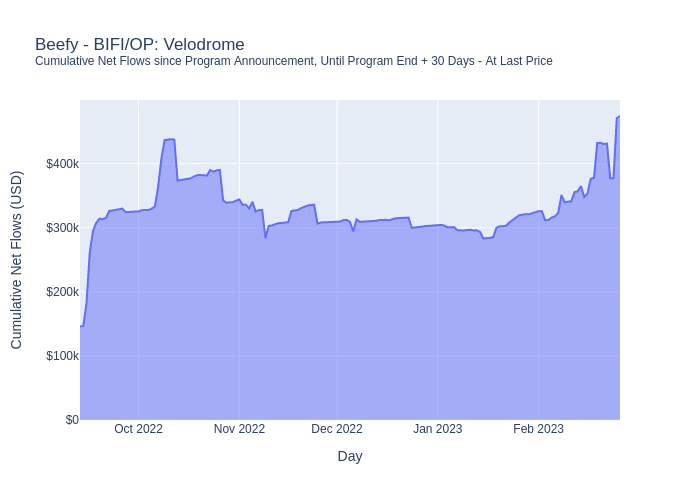 Beefy - BIFI/OP: Velodrome
Cumulative Net Flows since Program Announcement, Until Program End + 30 Days - At Last Price
Cumulative Net Flows (USD)
$400k
$300k
$200k
$100k
$0
Oct 2022 Nov 2022 Dec 2022 Jan 2023 Feb 2023
Day